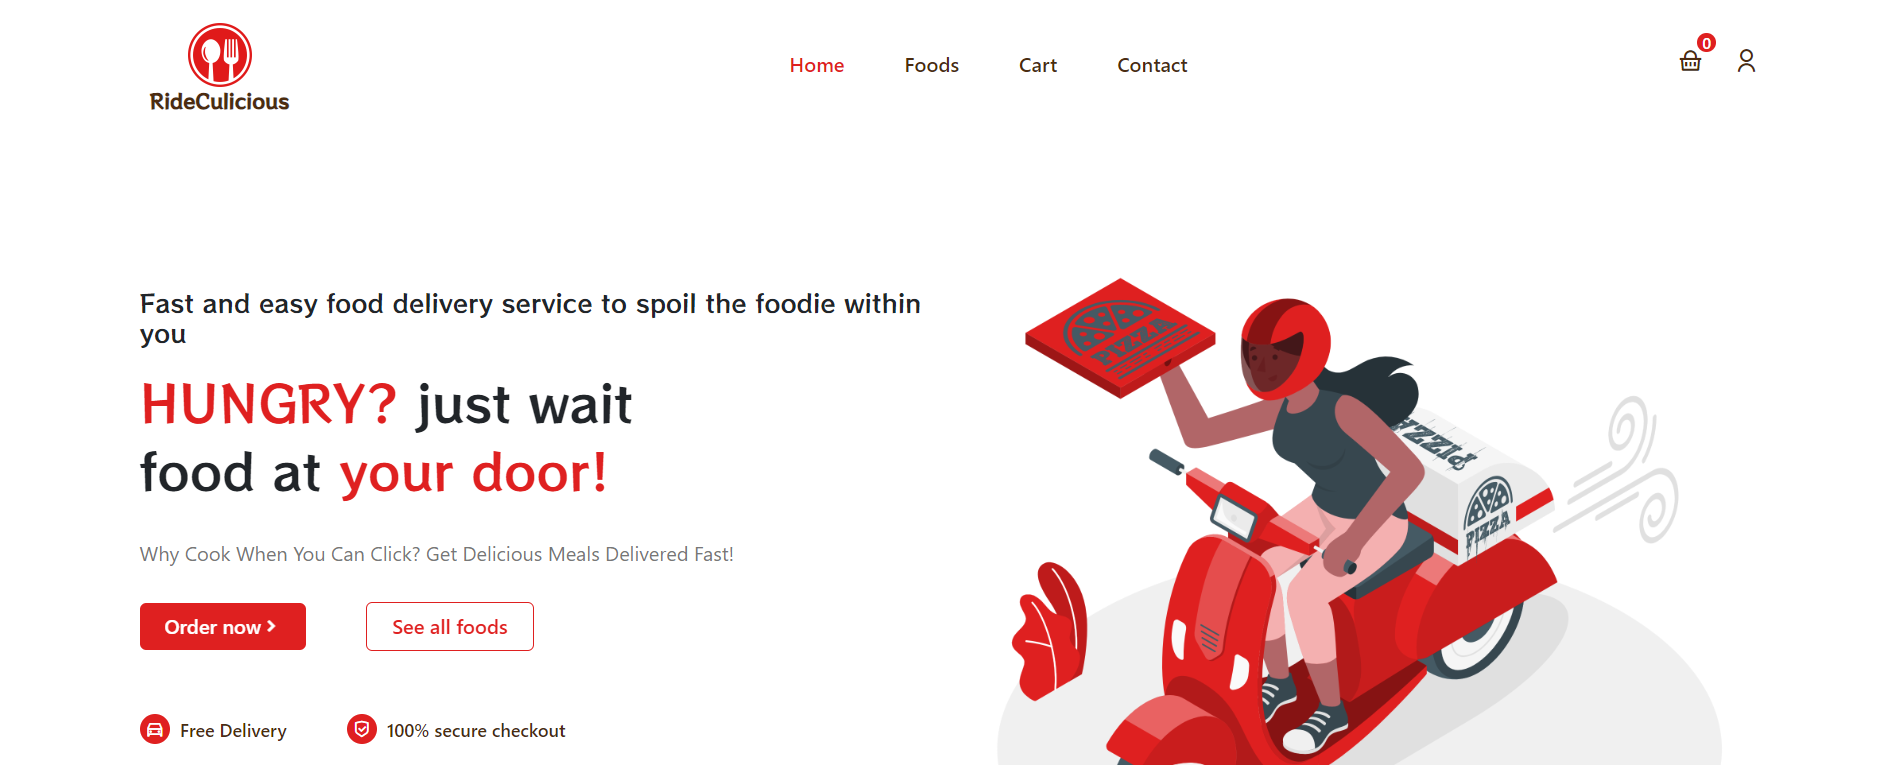 RideCulicious
Home
Foods
Cart
Contact
0
Fast and easy food delivery service to spoil the foodie within
you
HUNGRY? just wait
food at your door!
Why Cook When You Can Click? Get Delicious Meals Delivered Fast!
Order now
See all foods
Free Delivery
100% secure checkout
PIZZA
PIZZA
PIZZA